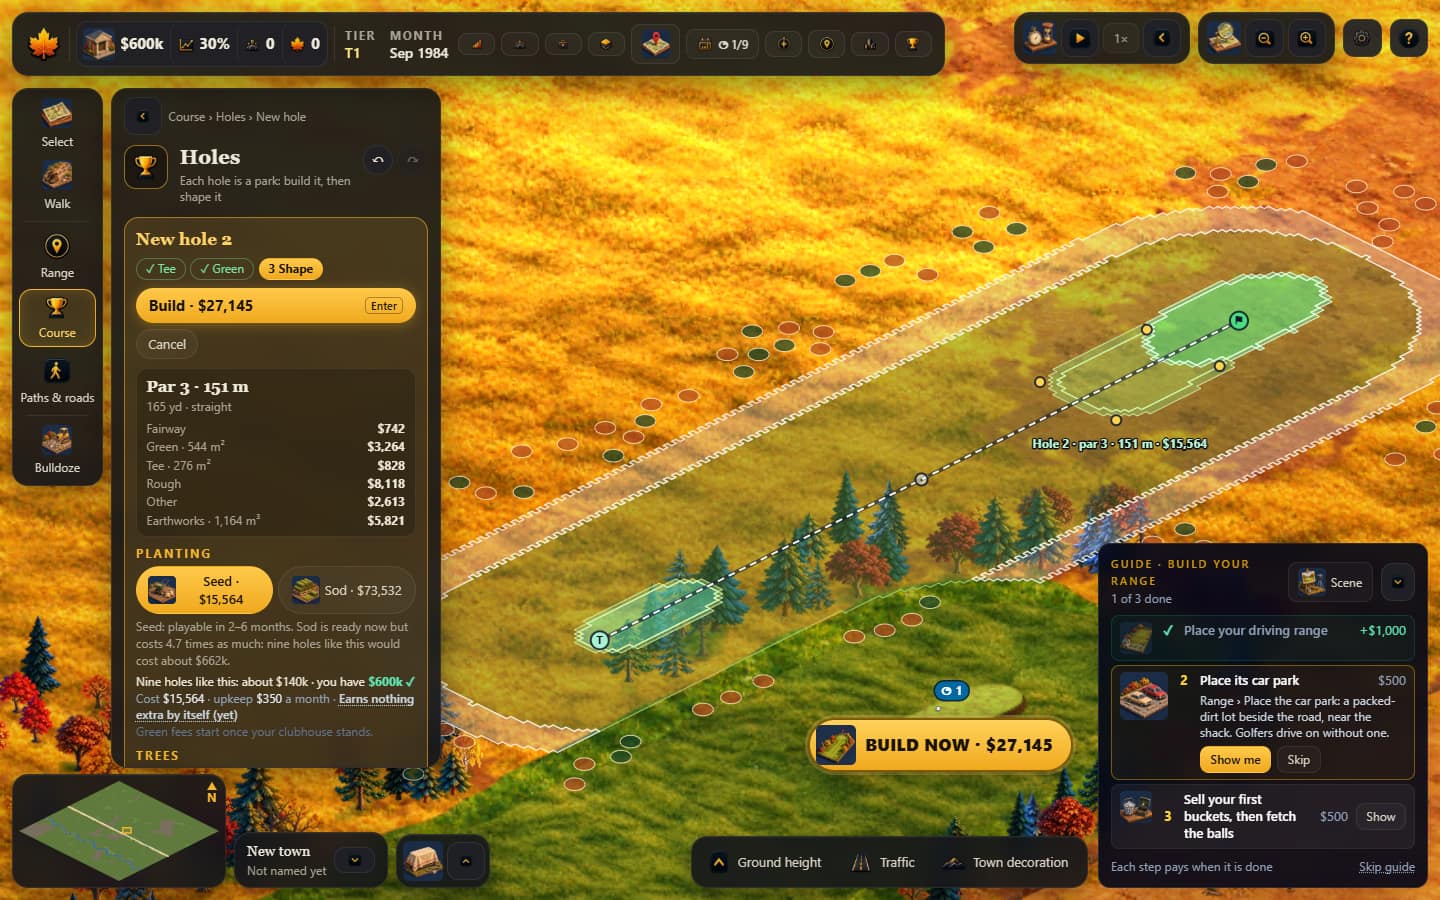 $600k
30%
0
0
TIER
T1
MONTH
Sep 1984
1/9
1×
?
Select
Walk
Range
Course
Paths & roads
Bulldoze
Course › Holes › New hole
Holes
Each hole is a park: build it, then
shape it
New hole 2
✓ Tee
✓ Green
3 Shape
Build · $27,145
Enter
Cancel
Par 3 · 151 m
165 yd · straight
Fairway $742
Green · 544 m² $3,264
Tee · 276 m² $828
Rough $8,118
Other $2,613
Earthworks · 1,164 m³ $5,821
PLANTING
Seed ·
$15,564
Sod · $73,532
Seed: playable in 2–6 months. Sod is ready now but
costs 4.7 times as much: nine holes like this would
cost about $662k.
Nine holes like this: about $140k · you have $600k ✓
Cost $15,564 · upkeep $350 a month · Earns nothing
extra by itself (yet)
Green fees start once your clubhouse stands.
TREES
Hole 2 · par 3 · 151 m · $15,564
T
1
BUILD NOW · $27,145
N
New town
Not named yet
Ground height
Traffic
Town decoration
GUIDE · BUILD YOUR
RANGE
1 of 3 done
Scene
✓ Place your driving range +$1,000
2 Place its car park $500
Range › Place the car park: a packed-
dirt lot beside the road, near the
shack. Golfers drive on without one.
Show me
Skip
3 Sell your first
buckets, then fetch
the balls
$500
Show
Each step pays when it is done
Skip guide